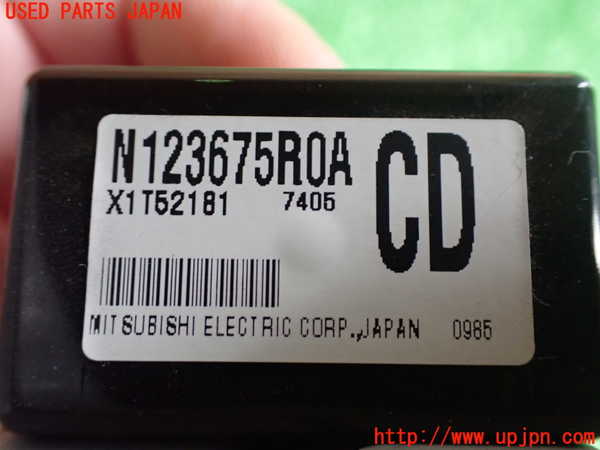 USED PARTS JAPAN
N123675R0A
CD
X1T52181 7405
MITSUBISHI ELECTRIC CORP.,JAPAN 0985
http://www.upjpn.com/